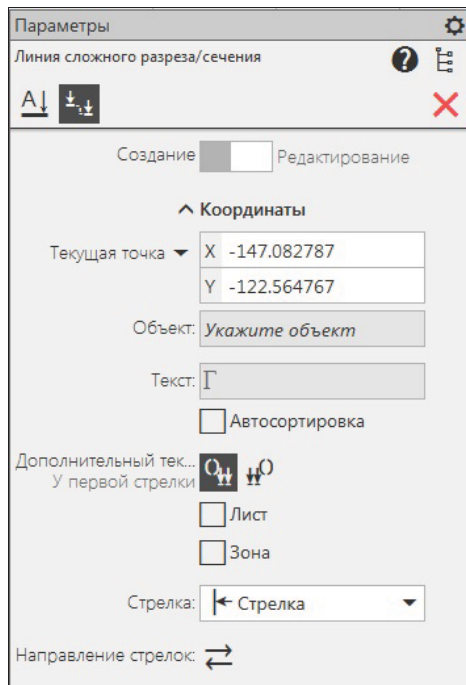 Параметры
Линия сложного разреза/сечения
Создание Редактирование
Координаты
Текущая точка X -147.082787
Y -122.564767
Объект: Укажите объект
Текст: Г
Автосортировка
Дополнительный тек...
У первой стрелки
Лист
Зона
Стрелка: Стрелка
Направление стрелок: